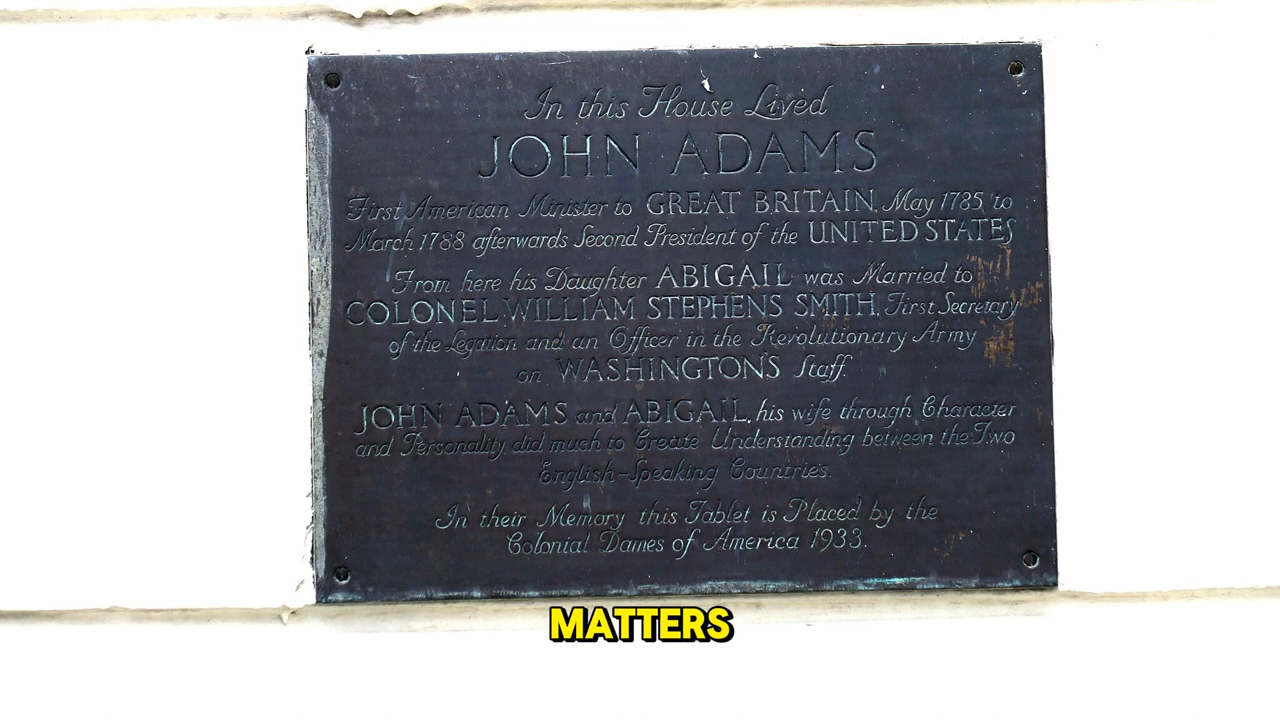 In this House Lived
JOHN ADAMS
First American Minister to GREAT BRITAIN, May 1785 to
March 1788 afterwards Second President of the UNITED STATES
From here his Daughter ABIGAIL was Married to
COLONEL WILLIAM STEPHENS SMITH, First Secretary
of the Legation and an Officer in the Revolutionary Army
on WASHINGTON'S Staff.
JOHN ADAMS and ABIGAIL, his wife through Character
and Personality did much to Create Understanding between the Two
English-Speaking Countries.
In their Memory this Tablet is Placed by the
Colonial Dames of America 1933.
MATTERS